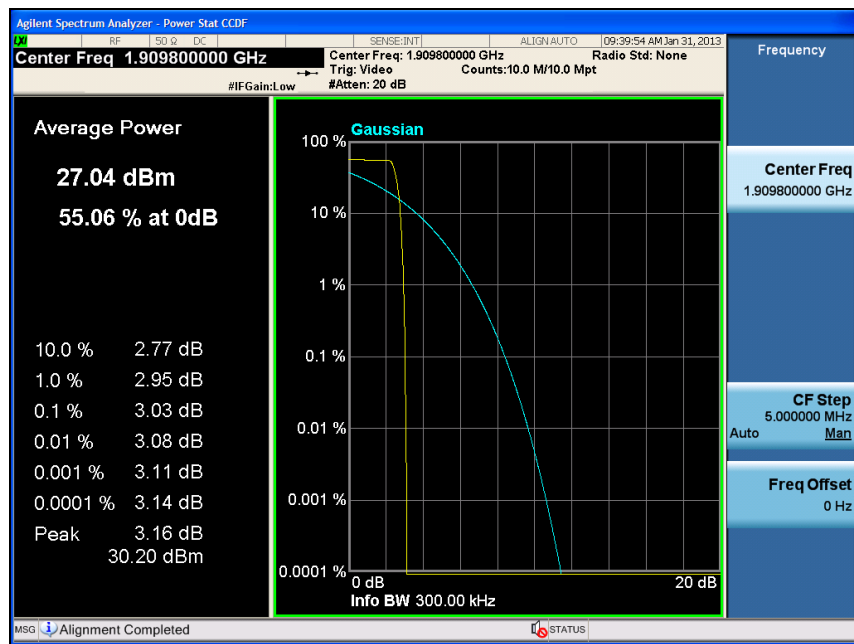 Agilent Spectrum Analyzer - Power Stat CCDF
LXI RF 50 Ω DC SENSE:INT ALIGN AUTO 09:39:54 AM Jan 31, 2013
Center Freq 1.909800000 GHz
Center Freq: 1.909800000 GHz Radio Std: None
Trig: Video Counts:10.0 M/10.0 Mpt
#IFGain:Low #Atten: 20 dB
Frequency
Average Power
27.04 dBm
55.06 % at 0dB
10.0 % 2.77 dB
1.0 % 2.95 dB
0.1 % 3.03 dB
0.01 % 3.08 dB
0.001 % 3.11 dB
0.0001 % 3.14 dB
Peak 3.16 dB
30.20 dBm
Gaussian
100 %
10 %
1 %
0.1 %
0.01 %
0.001 %
0.0001 %
0 dB 20 dB
Info BW 300.00 kHz
Center Freq
1.909800000 GHz
CF Step
5.000000 MHz
Auto Man
Freq Offset
0 Hz
MSG Alignment Completed STATUS